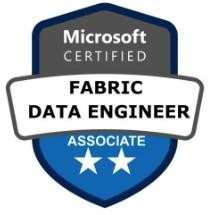 Microsoft
CERTIFIED
FABRIC
DATA ENGINEER
ASSOCIATE